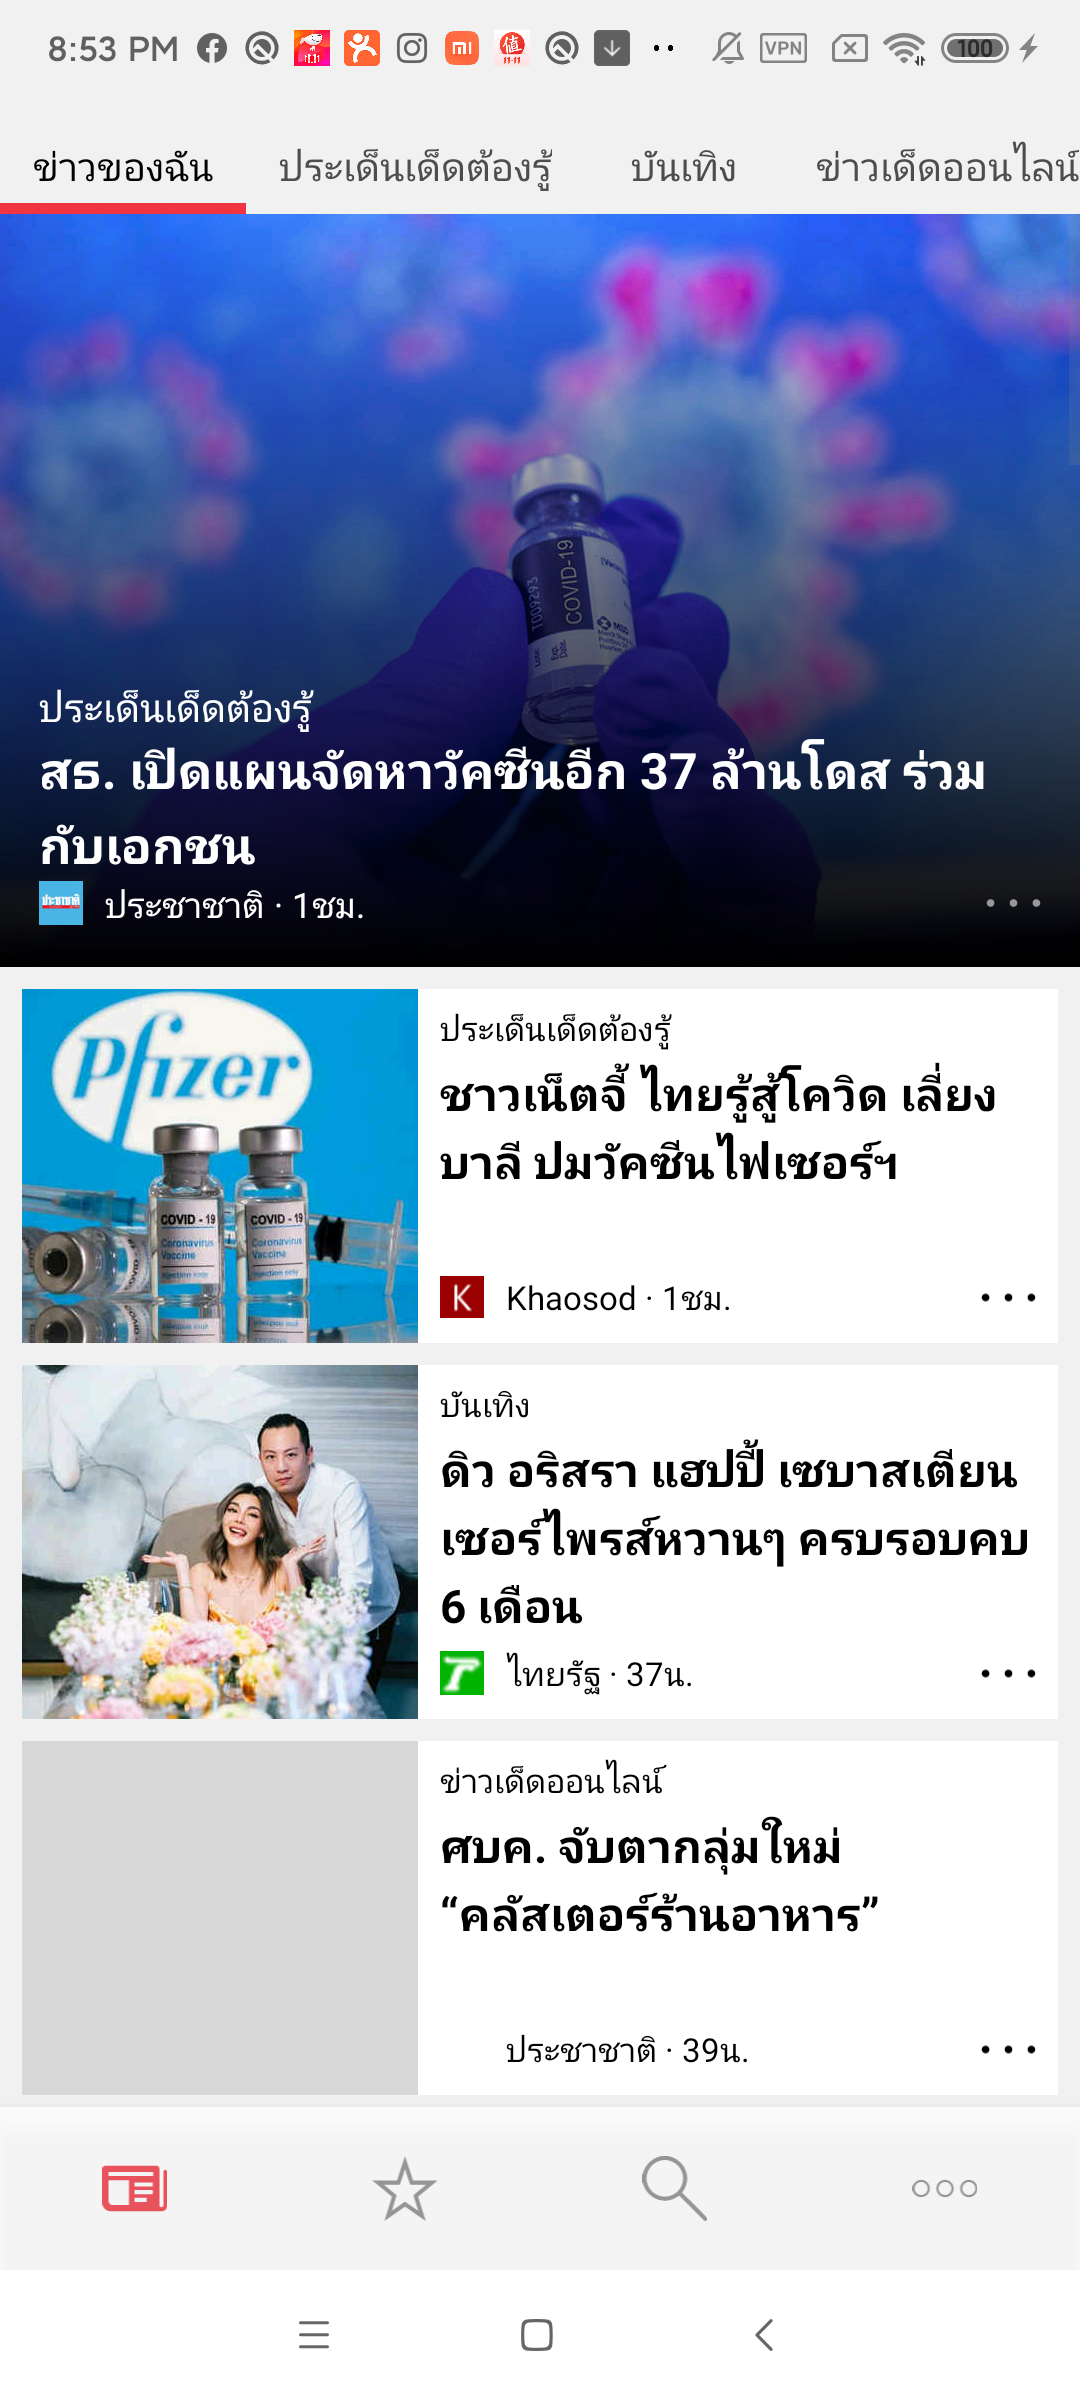 8:53 PM
VPN
100
ข่าวของฉัน
ประเด็นเด็ดต้องรู้
บันเทิง
ข่าวเด็ดออนไลน์
T009293
COVID-19
MSD
ประเด็นเด็ดต้องรู้
สธ. เปิดแผนจัดหาวัคซีนอีก 37 ล้านโดส ร่วม
กับเอกชน
ประชาชาติ
ประชาชาติ · 1ชม.
Pfizer
COVID - 19
Coronavirus
Vaccine
Injection only
COVID - 19
Coronavirus
Vaccine
ประเด็นเด็ดต้องรู้
ชาวเน็ตจี้ ไทยรู้สู้โควิด เลี่ยง
บาลี ปมวัคซีนไฟเซอร์ฯ
K
Khaosod · 1ชม.
บันเทิง
ดิว อริสรา แฮปปี้ เซบาสเตียน
เซอร์ไพรส์หวานๆ ครบรอบคบ
6 เดือน
ไทยรัฐ · 37น.
ข่าวเด็ดออนไลน์
ศบค. จับตากลุ่มใหม่
“คลัสเตอร์ร้านอาหาร”
ประชาชาติ · 39น.